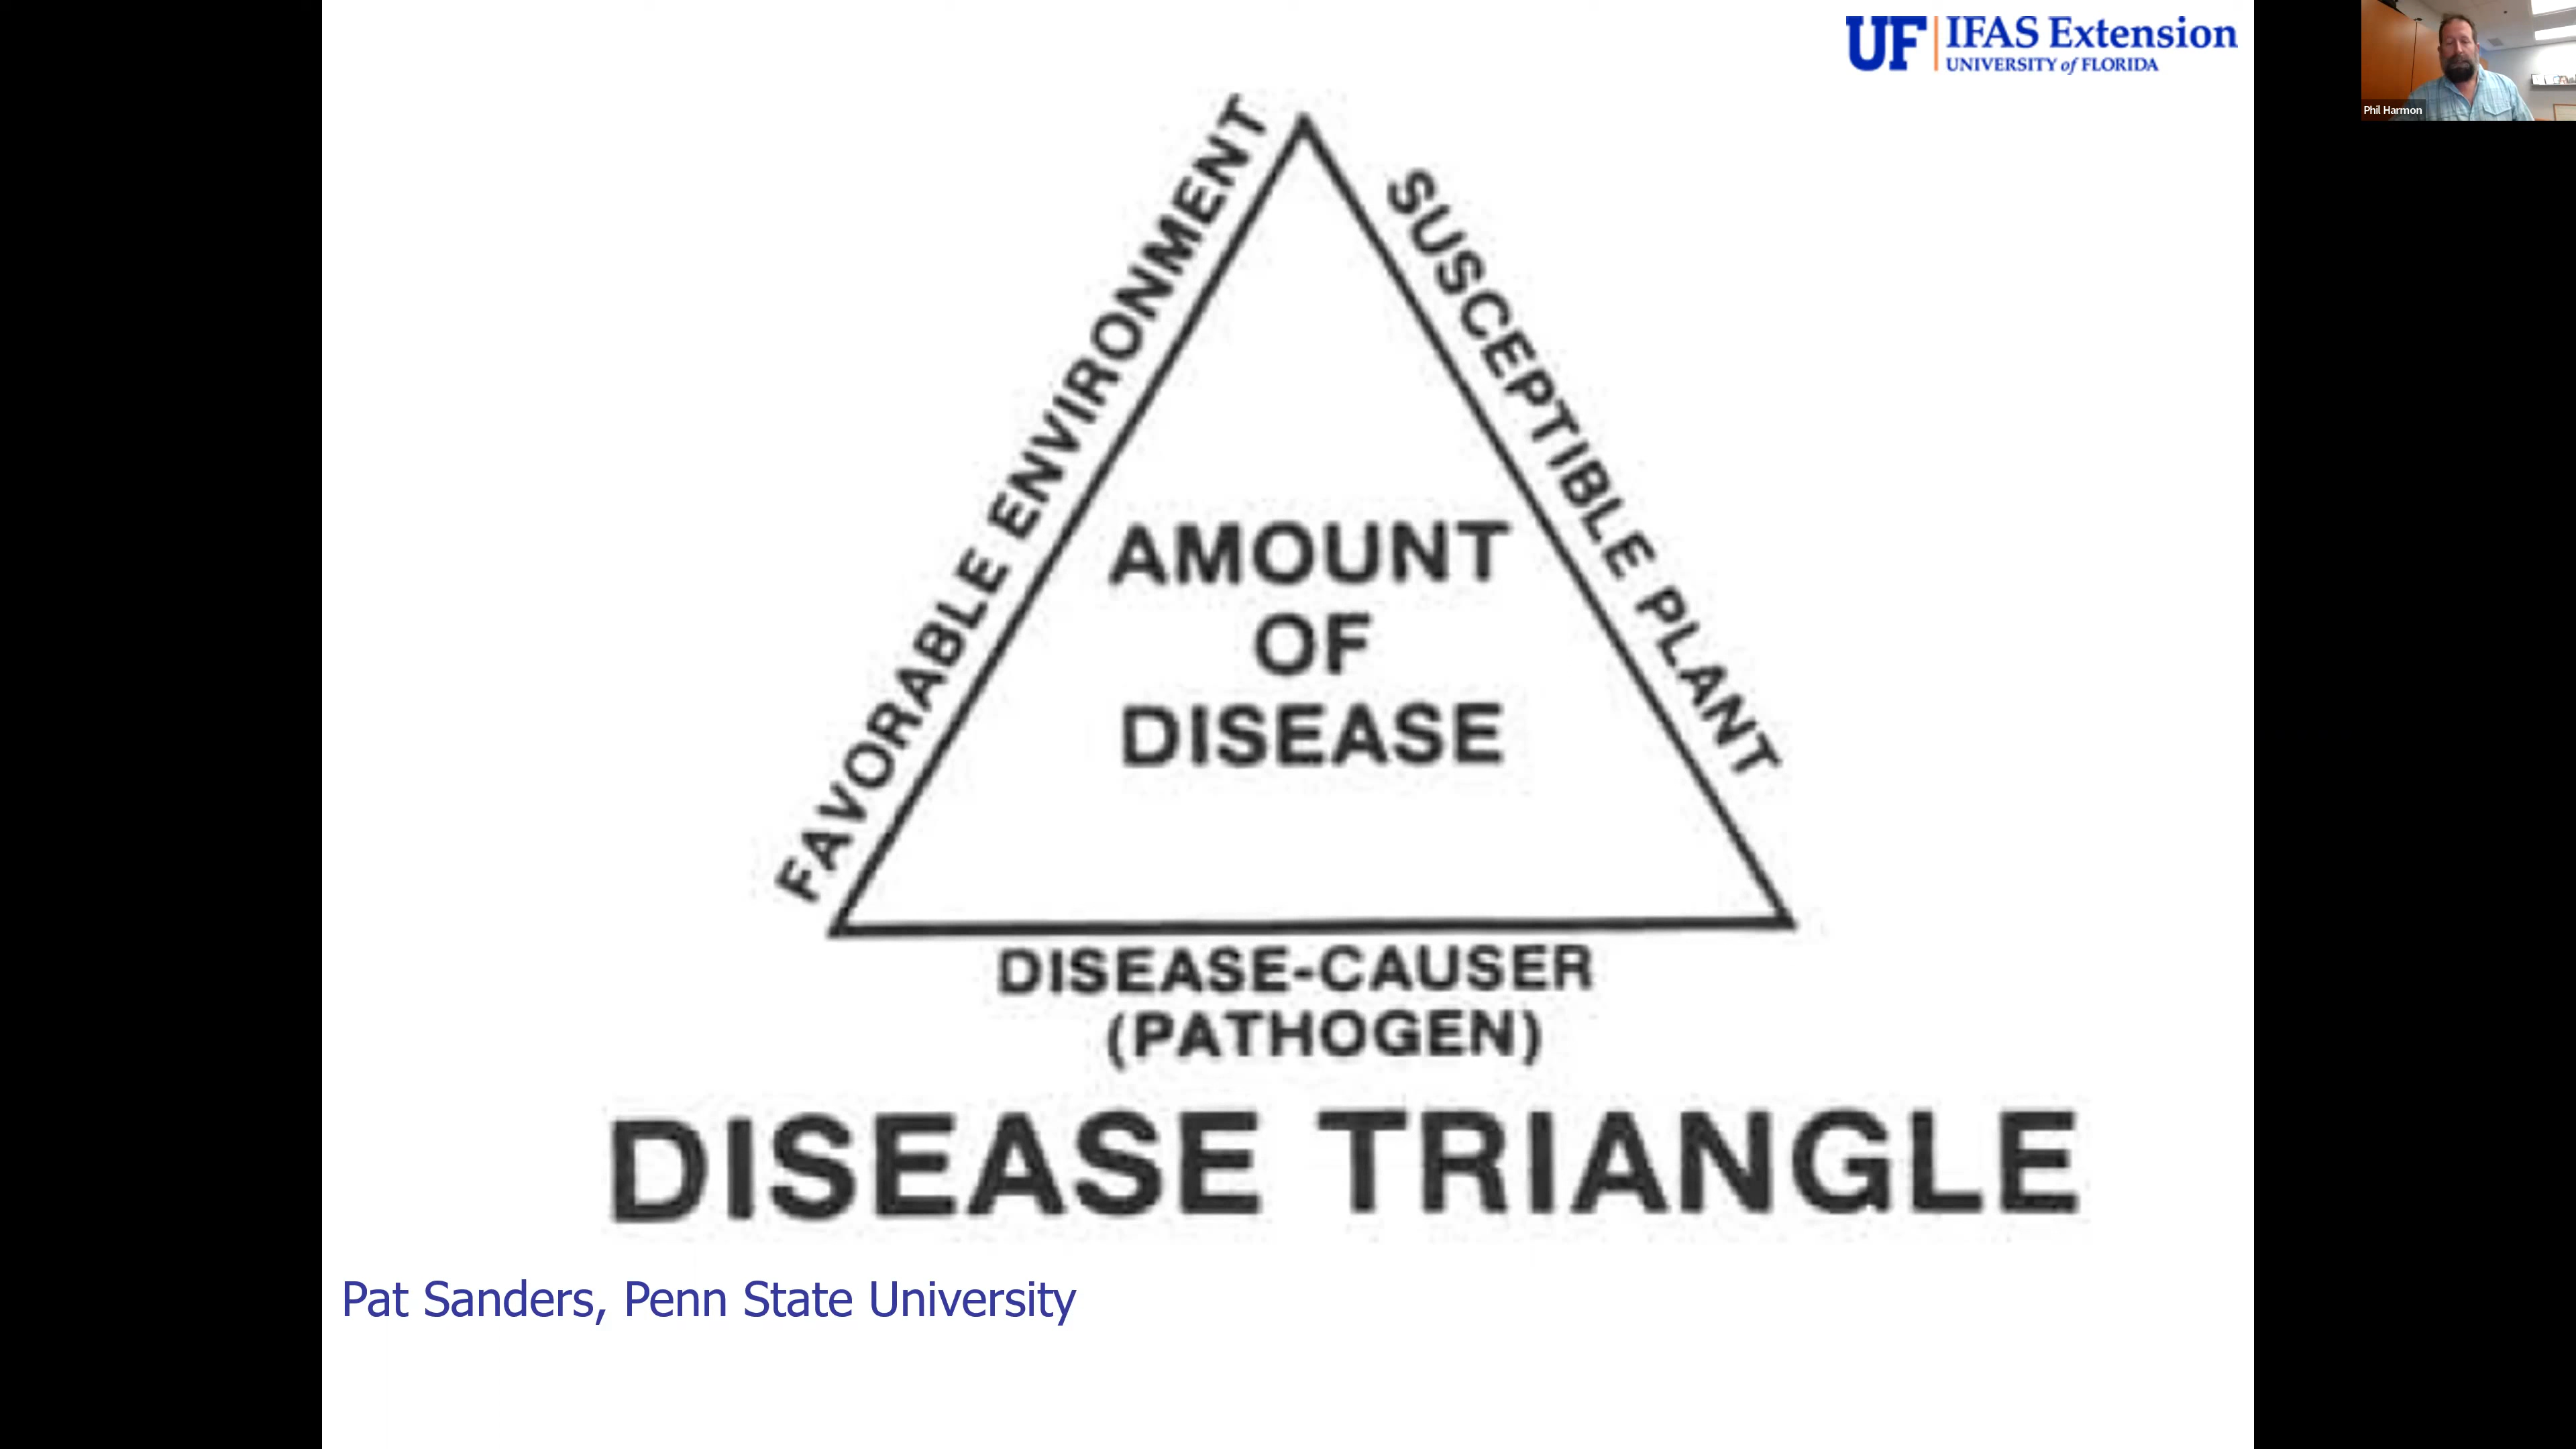 UF IFAS Extension
UNIVERSITY of FLORIDA
Phil Harmon
FAVORABLE ENVIRONMENT
SUSCEPTIBLE PLANT
AMOUNT
OF
DISEASE
DISEASE-CAUSER
(PATHOGEN)
DISEASE TRIANGLE
Pat Sanders, Penn State University